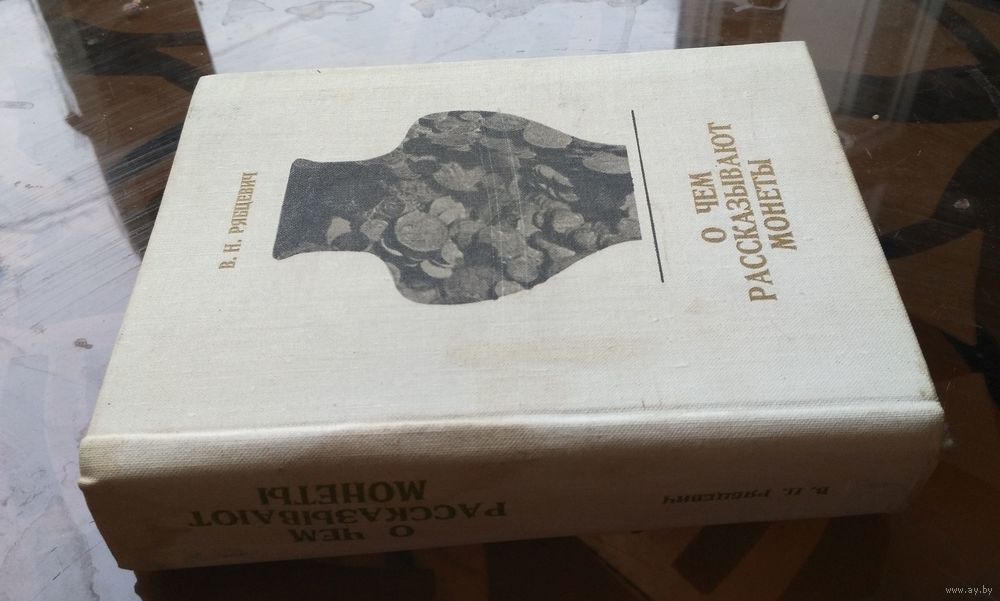 В. Н. РЯБЦЕВИЧ
О ЧЕМ
РАССКАЗЫВАЮТ
МОНЕТЫ
В. Н. РЯБЦЕВИЧ
О ЧЕМ
РАССКАЗЫВАЮТ
МОНЕТЫ
www.ay.by